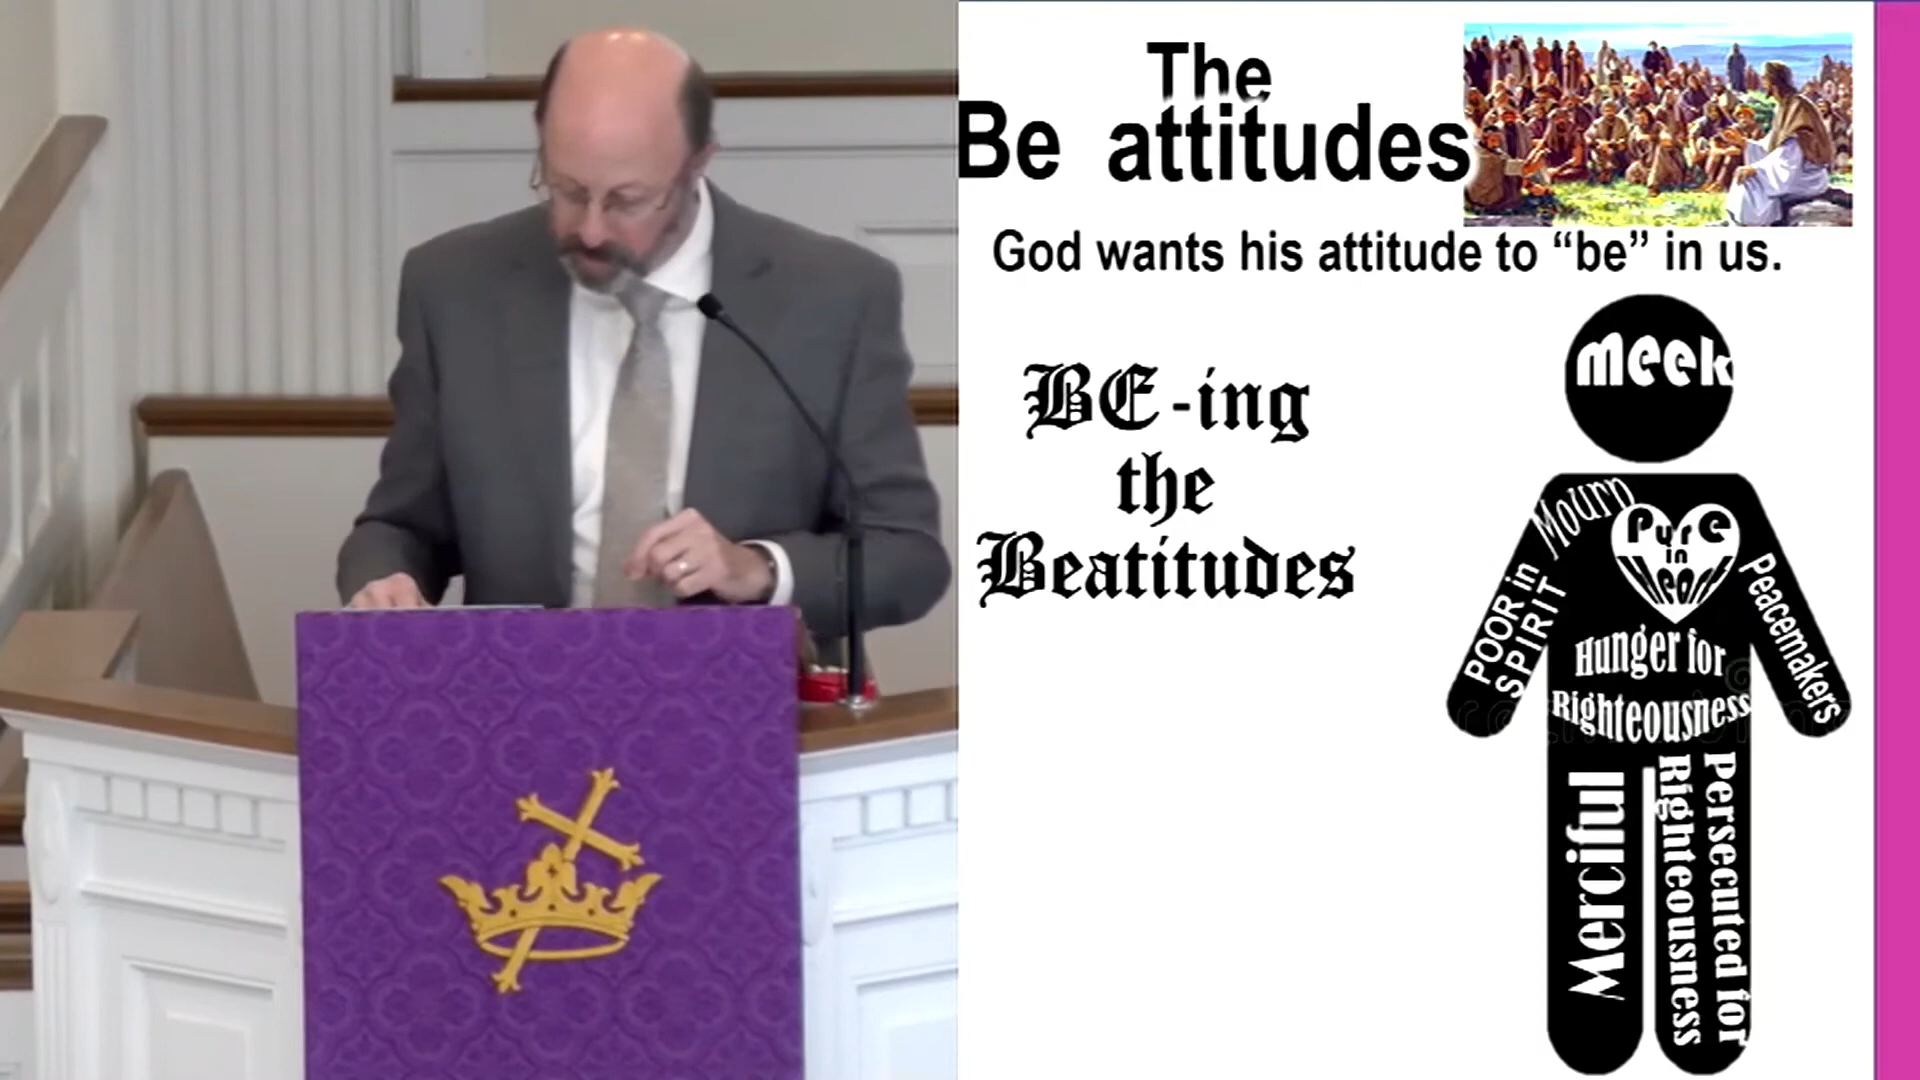 The
Be attitudes
God wants his attitude to “be” in us.
BE-ing
the
Beatitudes
meek
Mourn
Pure
in
Heart
POOR in
SPIRIT
Peacemakers
Hunger for
Righteousness
Merciful
Persecuted for
Righteousness